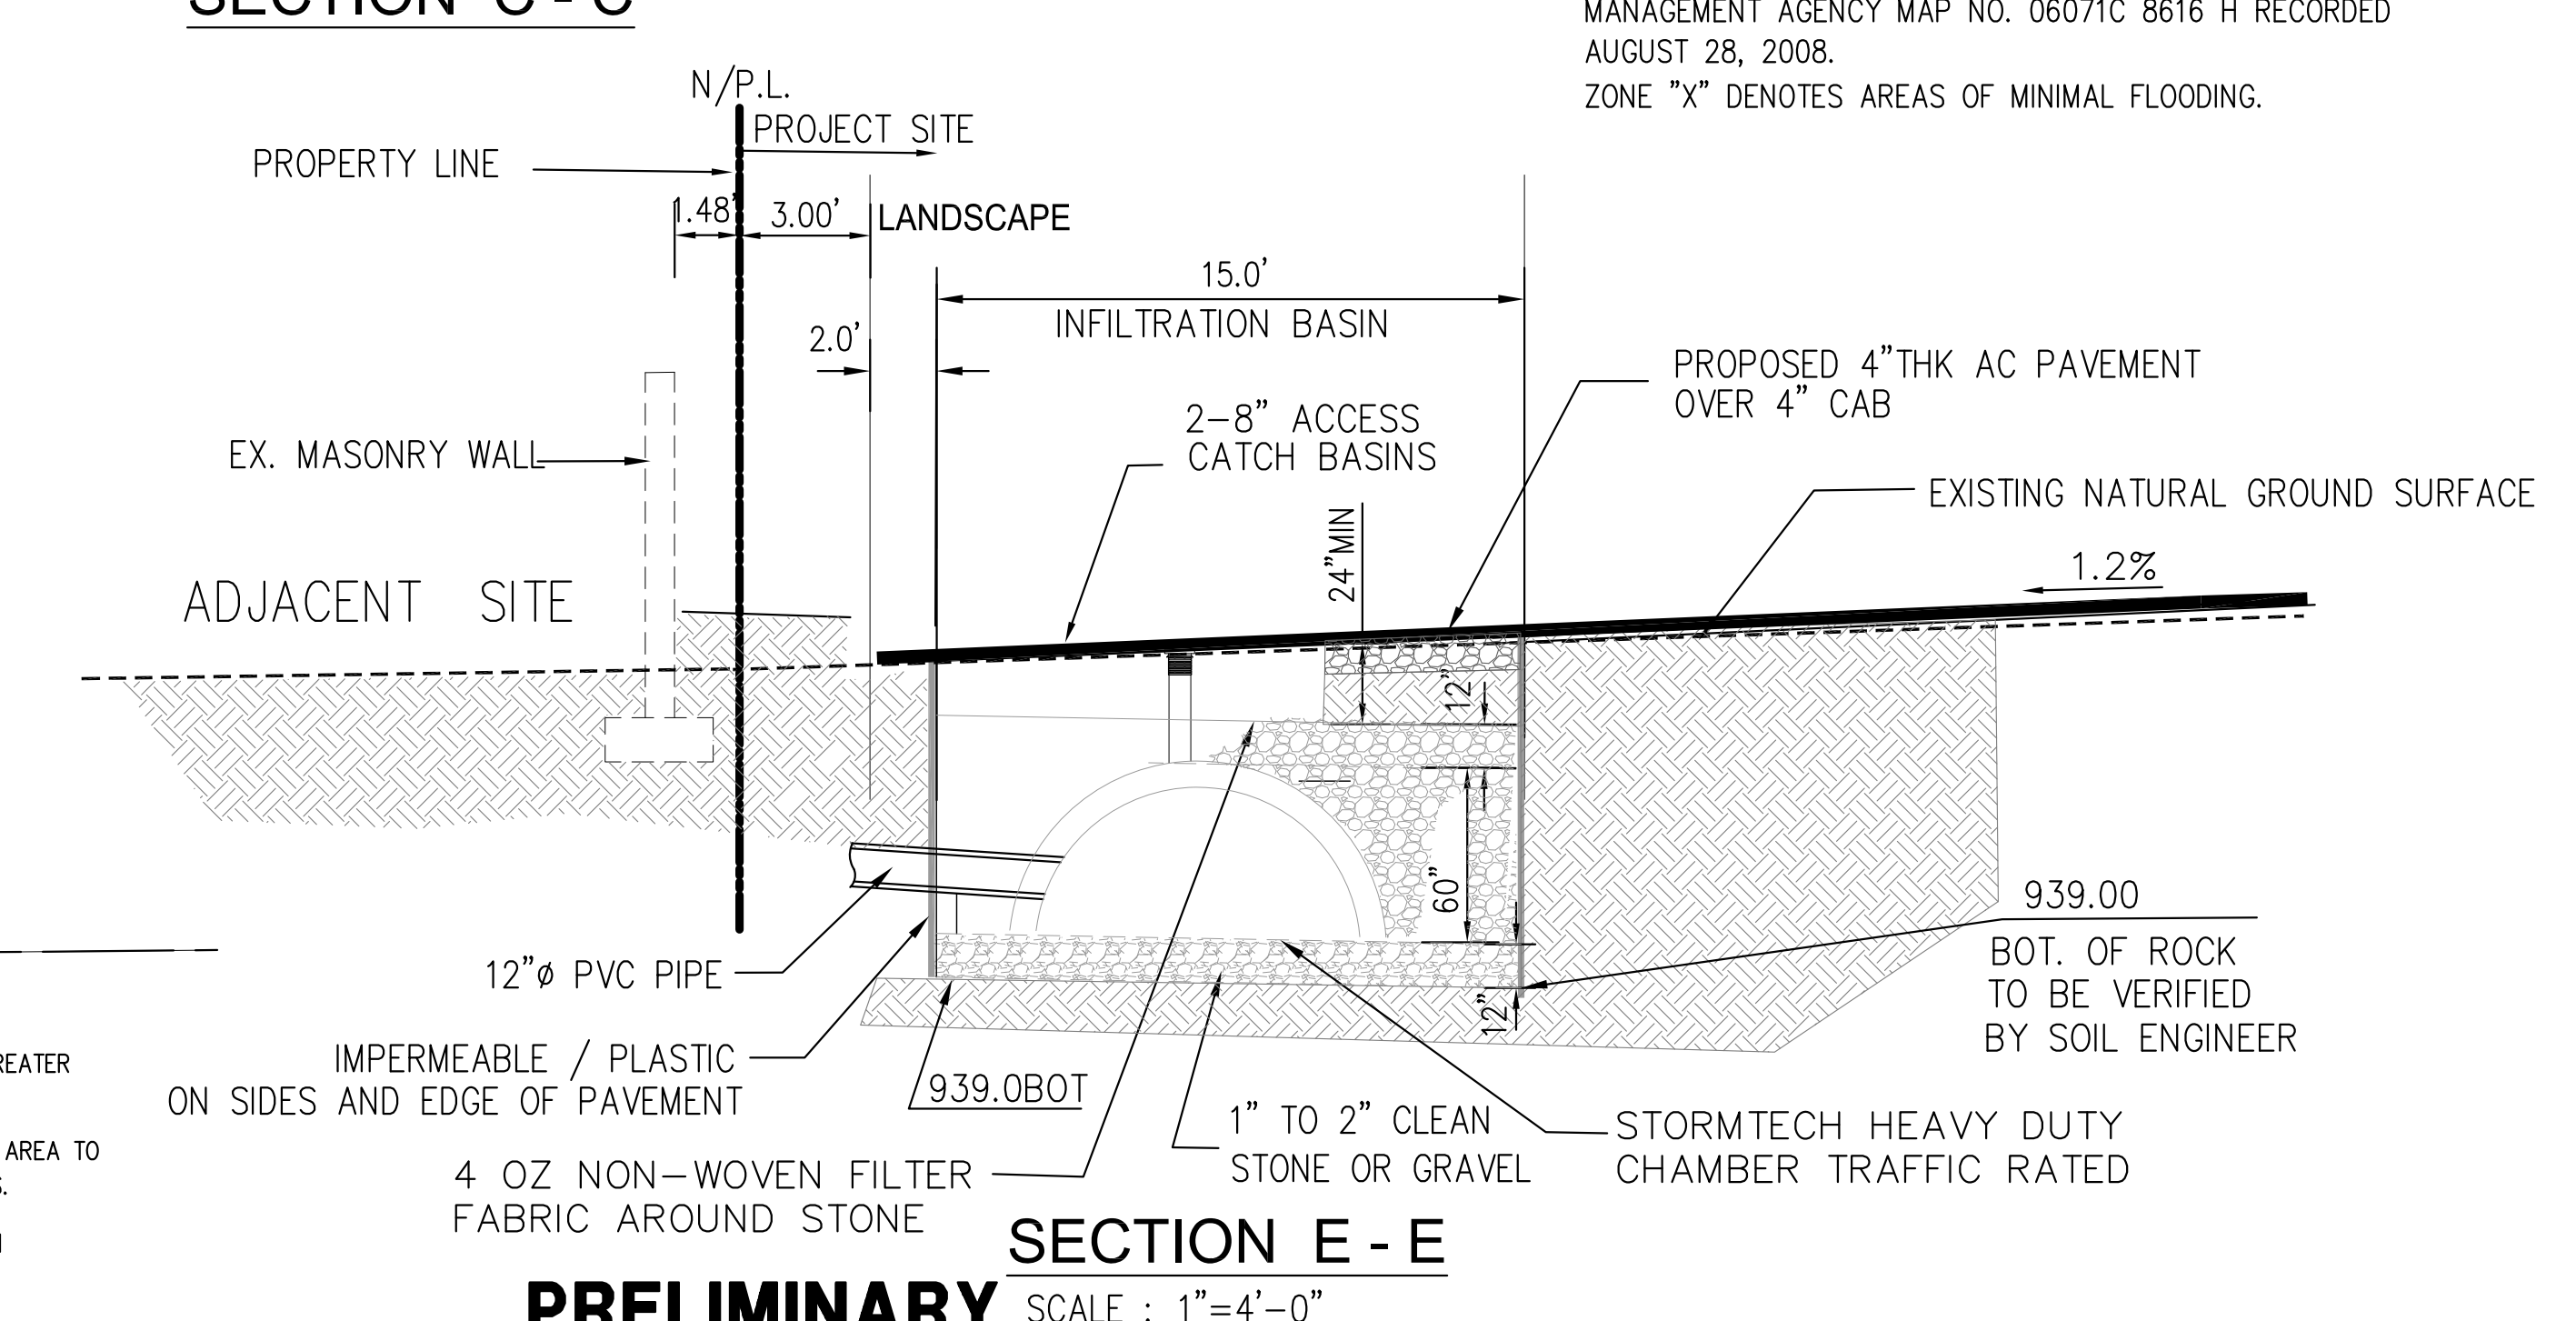 SECTION C - C
MANAGEMENT AGENCY MAP NO. 06071C 8616 H RECORDED
AUGUST 28, 2008.
ZONE "X" DENOTES AREAS OF MINIMAL FLOODING.
N/P.L.
PROJECT SITE
PROPERTY LINE
1.48'
3.00'
LANDSCAPE
15.0'
INFILTRATION BASIN
2.0'
PROPOSED 4"THK AC PAVEMENT
OVER 4" CAB
2-8" ACCESS
CATCH BASINS
EX. MASONRY WALL
EXISTING NATURAL GROUND SURFACE
24"MIN
1.2%
ADJACENT SITE
12"
60"
939.00
BOT. OF ROCK
TO BE VERIFIED
BY SOIL ENGINEER
12"ø PVC PIPE
12"
IMPERMEABLE / PLASTIC
ON SIDES AND EDGE OF PAVEMENT
939.0BOT
1" TO 2" CLEAN
STONE OR GRAVEL
STORMTECH HEAVY DUTY
CHAMBER TRAFFIC RATED
4 OZ NON-WOVEN FILTER
FABRIC AROUND STONE
AREA TO
SECTION E - E
PRELIMINARY
SCALE : 1"=4'-0"